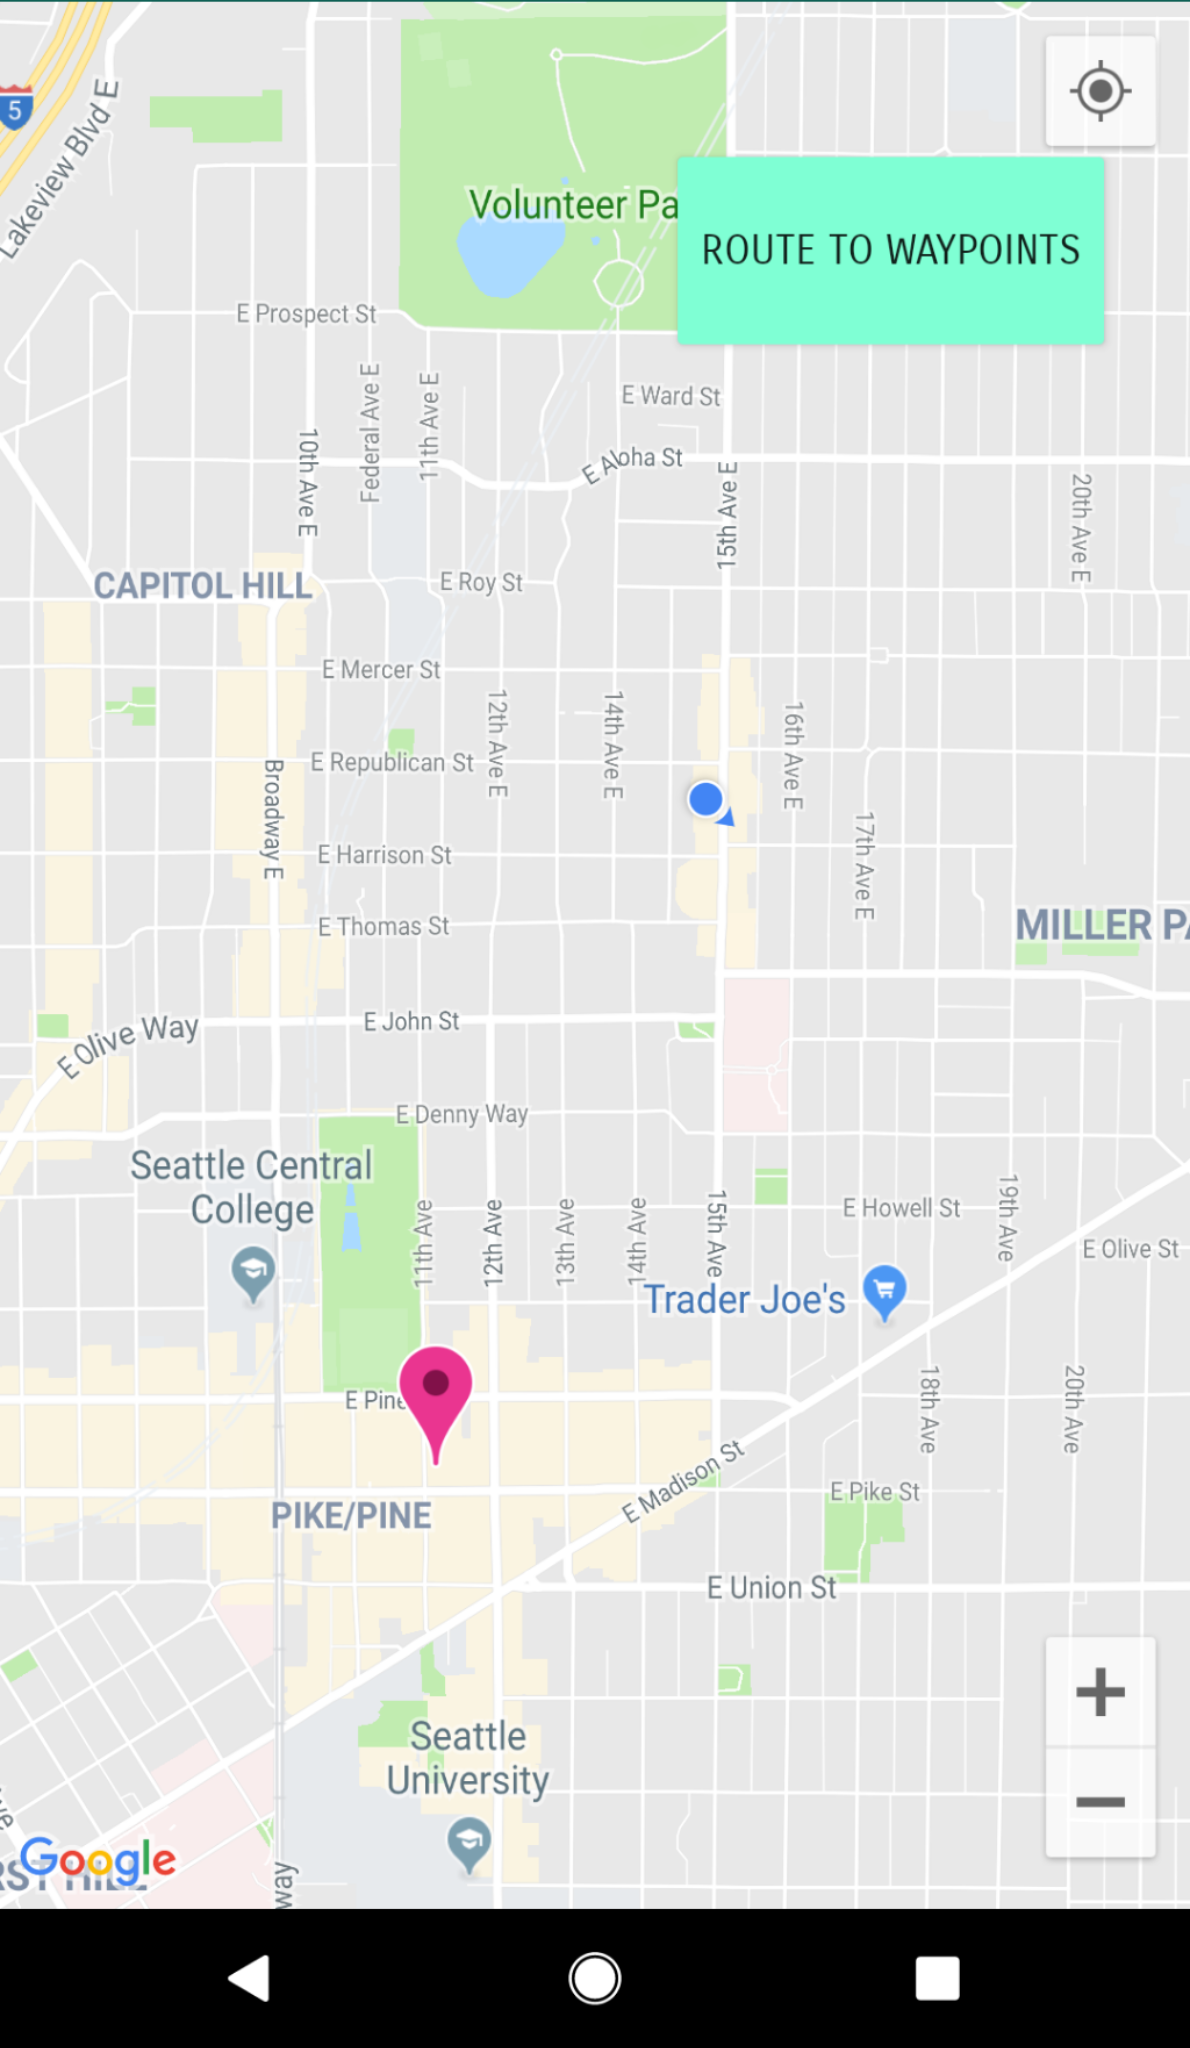 5
Lakeview Blvd E
Volunteer Pa
ROUTE TO WAYPOINTS
E Prospect St
Federal Ave E
11th Ave E
E Ward St
10th Ave E
E Aloha St
15th Ave E
20th Ave E
CAPITOL HILL
E Roy St
E Mercer St
12th Ave E
14th Ave E
16th Ave E
E Republican St
Broadway E
17th Ave E
E Harrison St
E Thomas St
MILLER PA
E Olive Way
E John St
E Denny Way
Seattle Central
College
11th Ave
12th Ave
13th Ave
14th Ave
15th Ave
E Howell St
19th Ave
E Olive St
Trader Joe's
E Pine
18th Ave
20th Ave
E Madison St
E Pike St
PIKE/PINE
E Union St
Seattle
University
Google
RST HILL
way